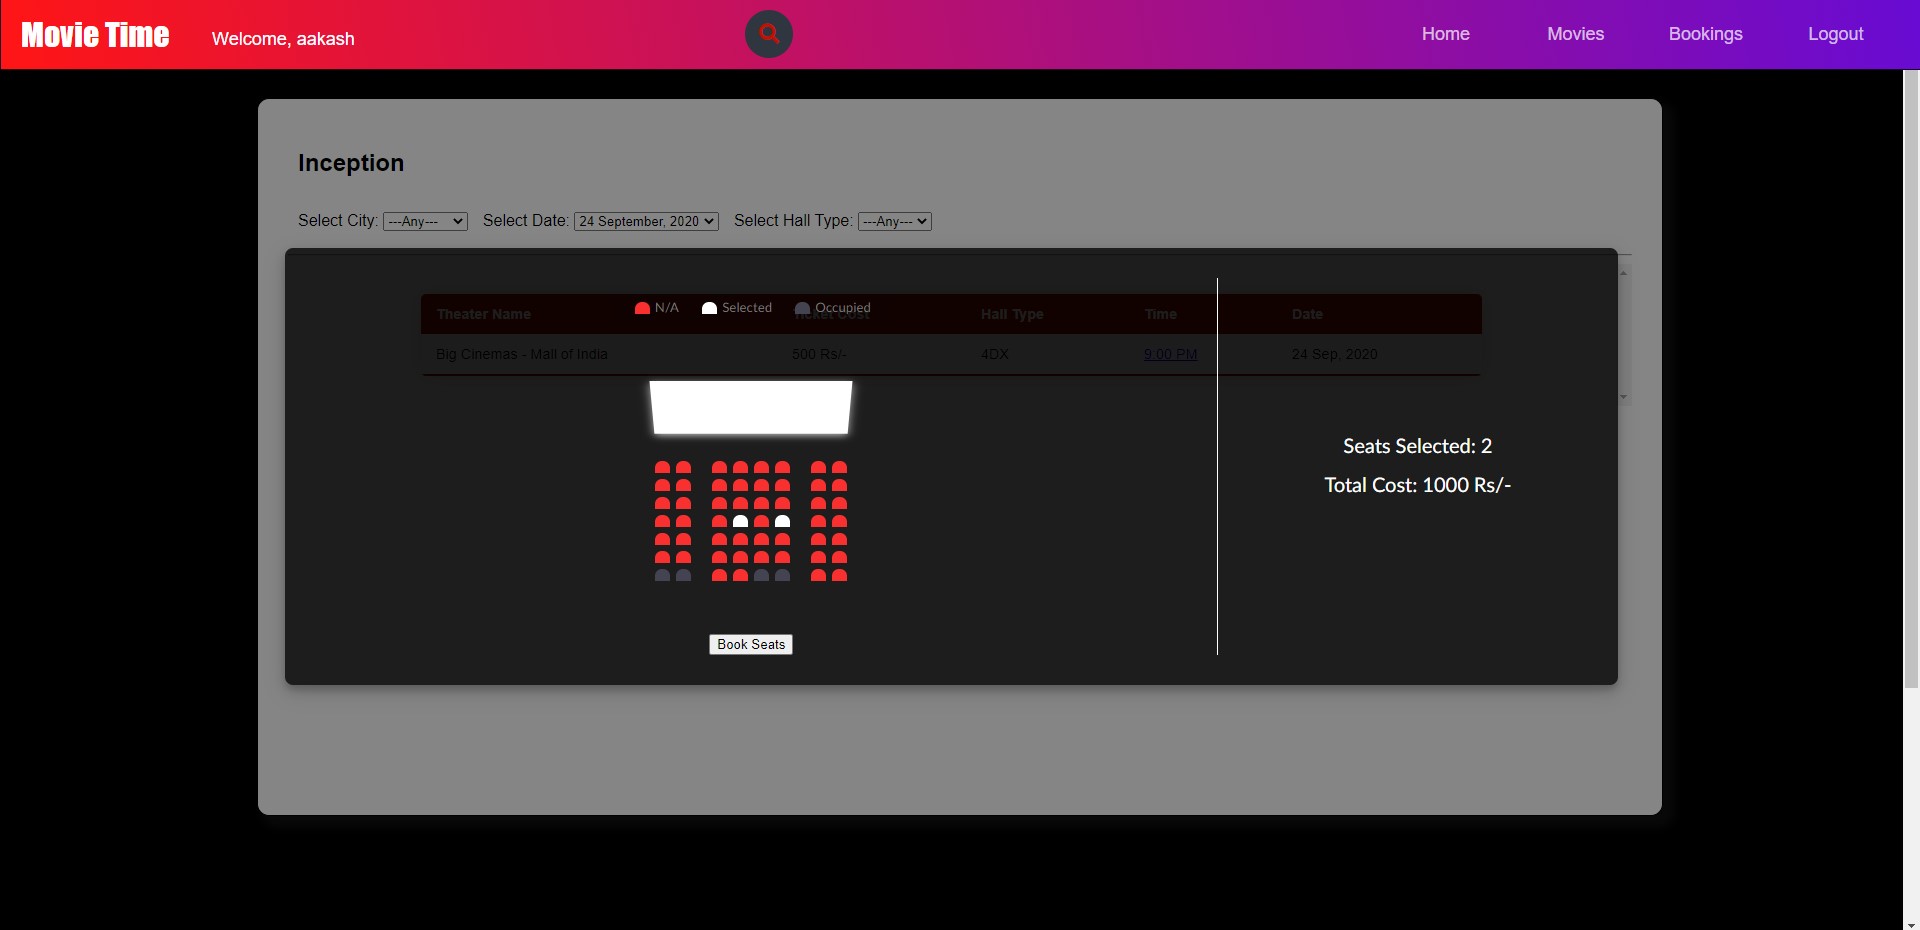 Movie Time Welcome, aakash Home Movies Bookings Logout
Inception
Select City: ---Any--- Select Date: 24 September, 2020 Select Hall Type: ---Any---
N/A Selected Occupied
Theater Name Ticket Cost Hall Type Time Date
Big Cinemas - Mall of India 500 Rs/- 4DX 9:00 PM 24 Sep, 2020
Seats Selected: 2
Total Cost: 1000 Rs/-
Book Seats